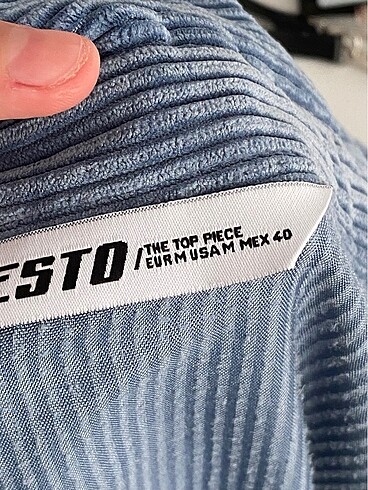 ESTO / THE TOP PIECE
EUR M USA M MEX 40